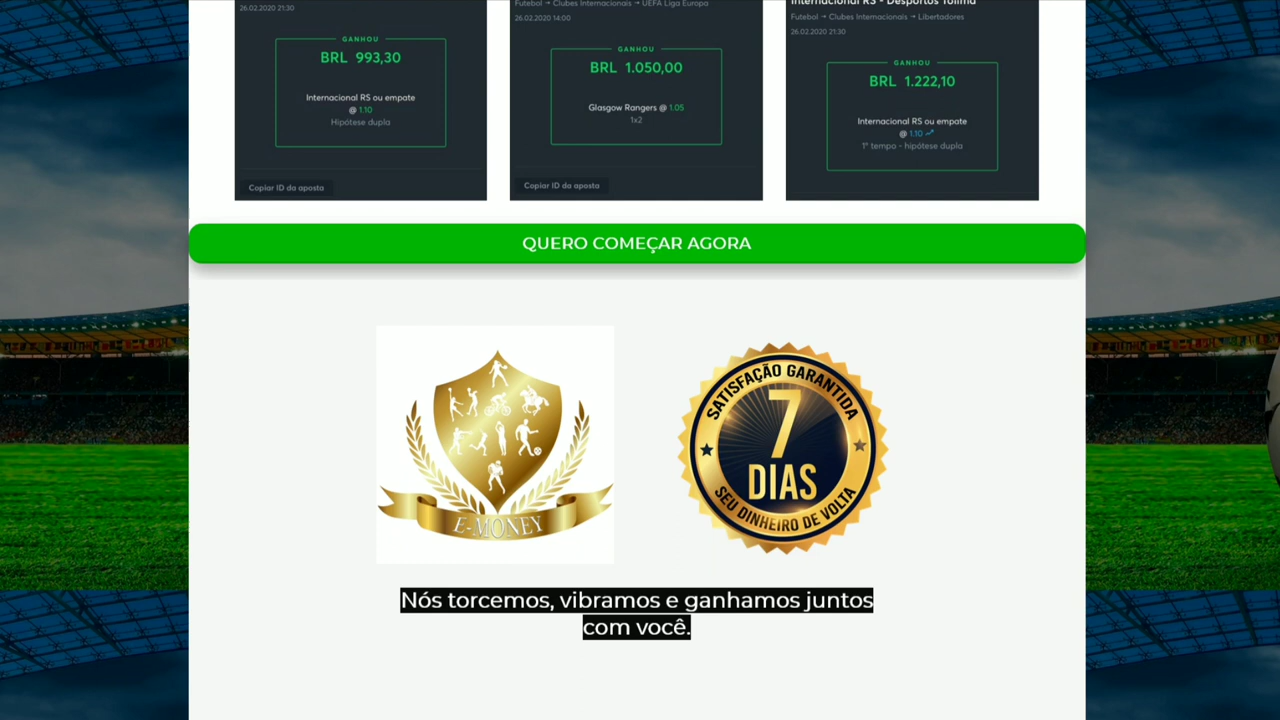 26.02.2020 21:30
GANHOU
BRL 993,30
Internacional RS ou empate
@ 1.10
Hipótese dupla
Copiar ID da aposta
Futebol → Clubes Internacionais → UEFA Liga Europa
26.02.2020 14:00
GANHOU
BRL 1.050,00
Glasgow Rangers @ 1.05
1x2
Copiar ID da aposta
Internacional RS - Desportos Tolima
Futebol → Clubes Internacionais → Libertadores
26.02.2020 21:30
GANHOU
BRL 1.222,10
Internacional RS ou empate
@ 1.10
1º tempo - hipótese dupla
QUERO COMEÇAR AGORA
E-MONEY
SATISFAÇÃO GARANTIDA
7
DIAS
SEU DINHEIRO DE VOLTA
Nós torcemos, vibramos e ganhamos juntos
com você.